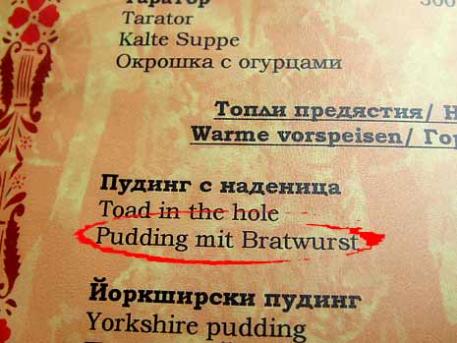 Таратор
Tarator
Kalte Suppe
Окрошка с огурцами
Топли предястия/
Warme vorspeisen/
Пудинг с наденица
Toad in the hole
Pudding mit Bratwurst
Йоркширски пудинг
Yorkshire pudding